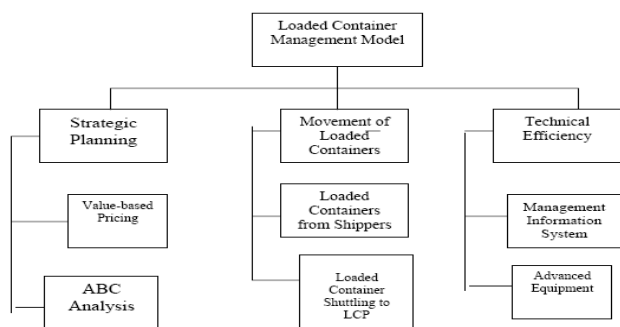 Loaded Container
Management Model
Strategic
Planning
Movement of
Loaded
Containers
Technical
Efficiency
Value-based
Pricing
Loaded
Containers
from Shippers
Management
Information
System
ABC
Analysis
Loaded
Container
Shuttling to
LCP
Advanced
Equipment